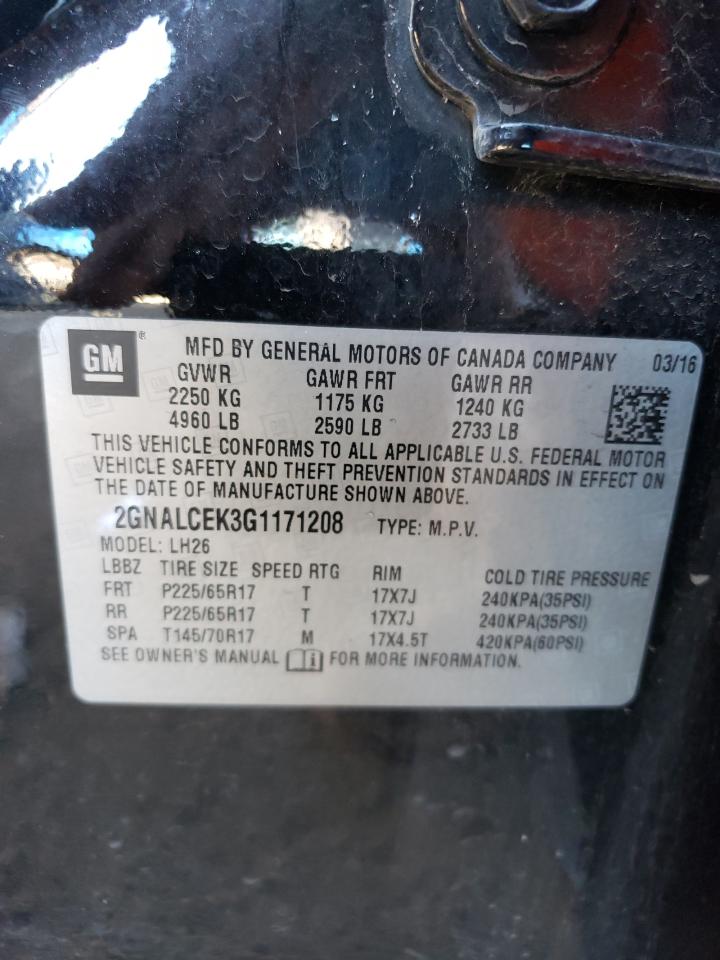 GM ® MFD BY GENERAL MOTORS OF CANADA COMPANY 03/16
GVWR GAWR FRT GAWR RR
2250 KG 1175 KG 1240 KG
4960 LB 2590 LB 2733 LB
THIS VEHICLE CONFORMS TO ALL APPLICABLE U.S. FEDERAL MOTOR
VEHICLE SAFETY AND THEFT PREVENTION STANDARDS IN EFFECT ON
THE DATE OF MANUFACTURE SHOWN ABOVE.
2GNALCEK3G1171208 TYPE: M.P.V.
MODEL: LH26
LBBZ TIRE SIZE SPEED RTG RIM COLD TIRE PRESSURE
FRT P225/65R17 T 17X7J 240KPA(35PSI)
RR P225/65R17 T 17X7J 240KPA(35PSI)
SPA T145/70R17 M 17X4.5T 420KPA(60PSI)
SEE OWNER'S MANUAL i FOR MORE INFORMATION.